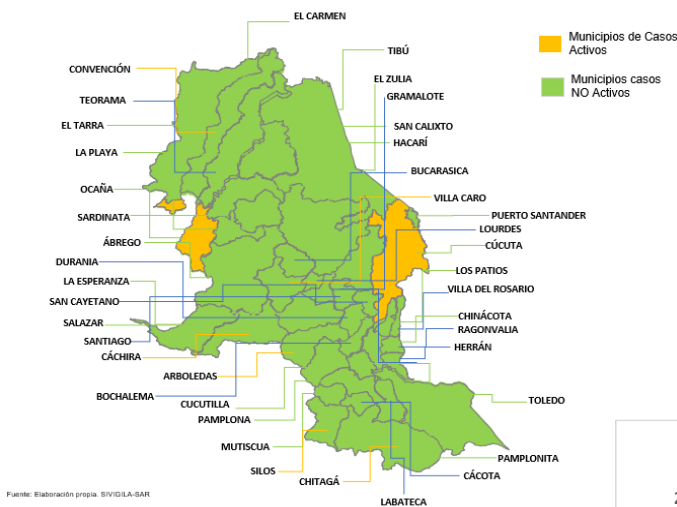 EL CARMEN
Municipios de Casos
Activos
TIBÚ
CONVENCIÓN
EL ZULIA
Municipios casos
NO Activos
TEORAMA
GRAMALOTE
EL TARRA
SAN CALIXTO
HACARÍ
LA PLAYA
BUCARASICA
OCAÑA
VILLA CARO
SARDINATA
PUERTO SANTANDER
LOURDES
ÁBREGO
CÚCUTA
DURANIA
LOS PATIOS
LA ESPERANZA
VILLA DEL ROSARIO
SAN CAYETANO
CHINÁCOTA
SALAZAR
RAGONVALIA
SANTIAGO
HERRÁN
CÁCHIRA
ARBOLEDAS
BOCHALEMA
TOLEDO
CUCUTILLA
PAMPLONA
MUTISCUA
PAMPLONITA
SILOS
CHITAGÁ
CÁCOTA
Fuente: Elaboración propia. SIVIGILA-SAR
2
LABATECA